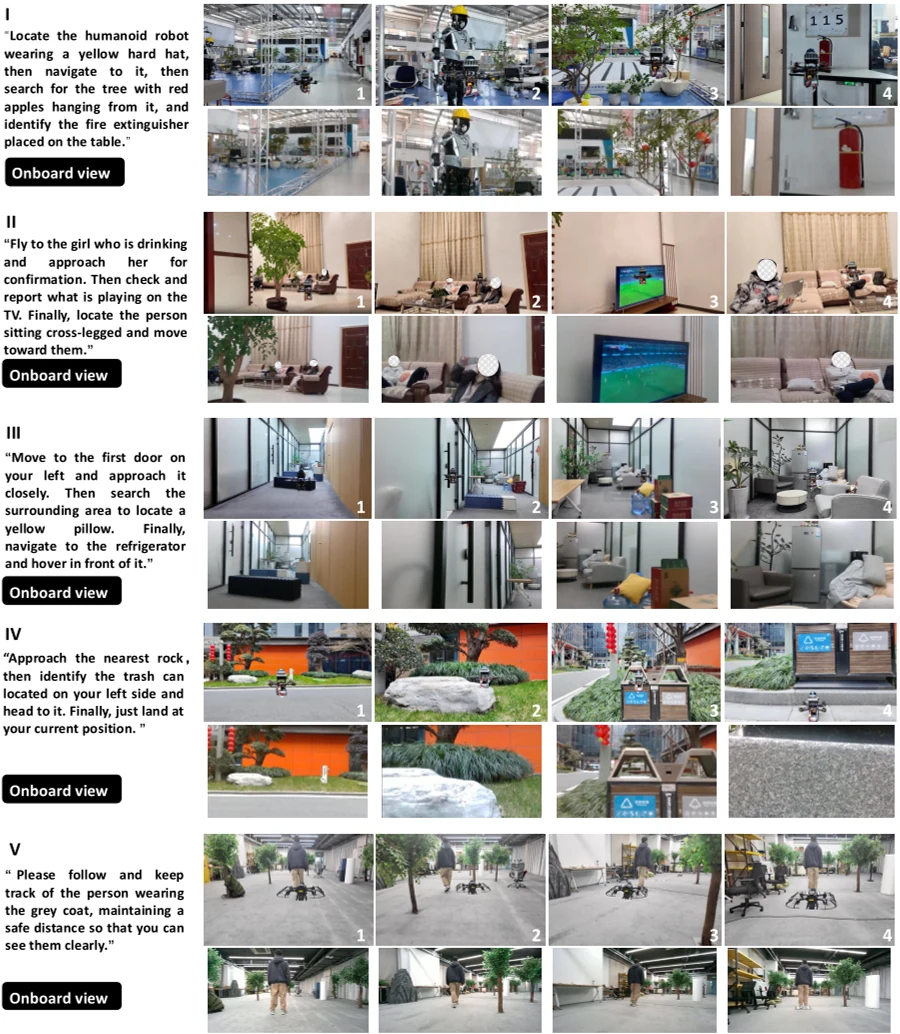 I
“Locate the humanoid robot
wearing a yellow hard hat,
then navigate to it, then
search for the tree with red
apples hanging from it, and
identify the fire extinguisher
placed on the table.”
Onboard view
1
2
3
115
4
II
“Fly to the girl who is drinking
and approach her for
confirmation. Then check and
report what is playing on the
TV. Finally, locate the person
sitting cross-legged and move
toward them.”
Onboard view
1
2
3
4
III
“Move to the first door on
your left and approach it
closely. Then search the
surrounding area to locate a
yellow pillow. Finally,
navigate to the refrigerator
and hover in front of it.”
Onboard view
1
2
3
4
IV
“Approach the nearest rock,
then identify the trash can
located on your left side and
head to it. Finally, just land at
your current position. ”
Onboard view
1
2
3
4
V
“ Please follow and keep
track of the person wearing
the grey coat, maintaining a
safe distance so that you can
see them clearly.”
Onboard view
1
2
3
4